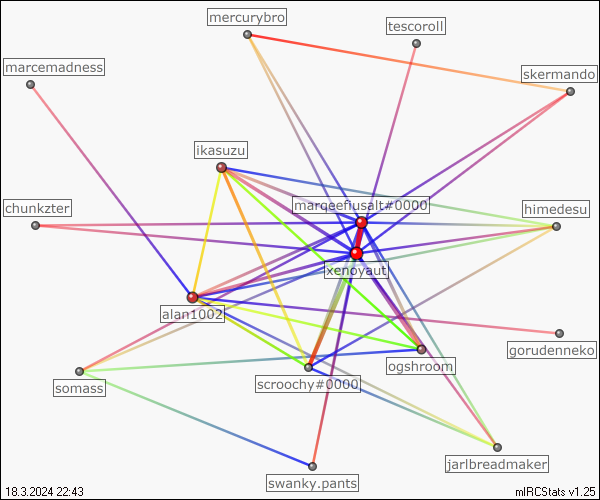 mercurybro
tescoroll
marcemadness
skermando
ikasuzu
marqeefiusalt#0000
chunkzter
himedesu
xenoyaut
alan1002
gorudenneko
ogshroom
somass
scroochy#0000
jarlbreadmaker
swanky.pants
18.3.2024 22:43
mIRCStats v1.25